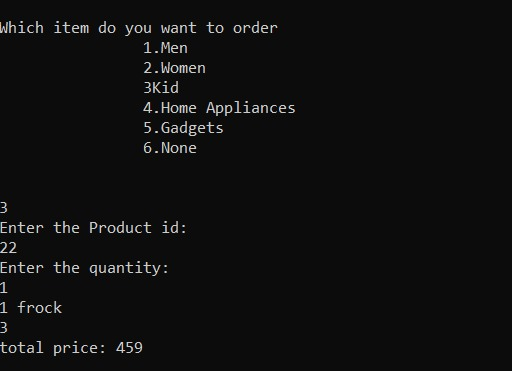 Which item do you want to order
1.Men
2.Women
3Kid
4.Home Appliances
5.Gadgets
6.None
3
Enter the Product id:
22
Enter the quantity:
1
1 frock
3
total price: 459